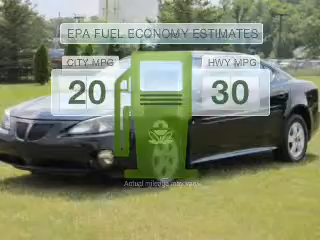 EPA FUEL ECONOMY ESTIMATES
CITY MPG
HWY MPG
20
30
Actual mileage may vary.